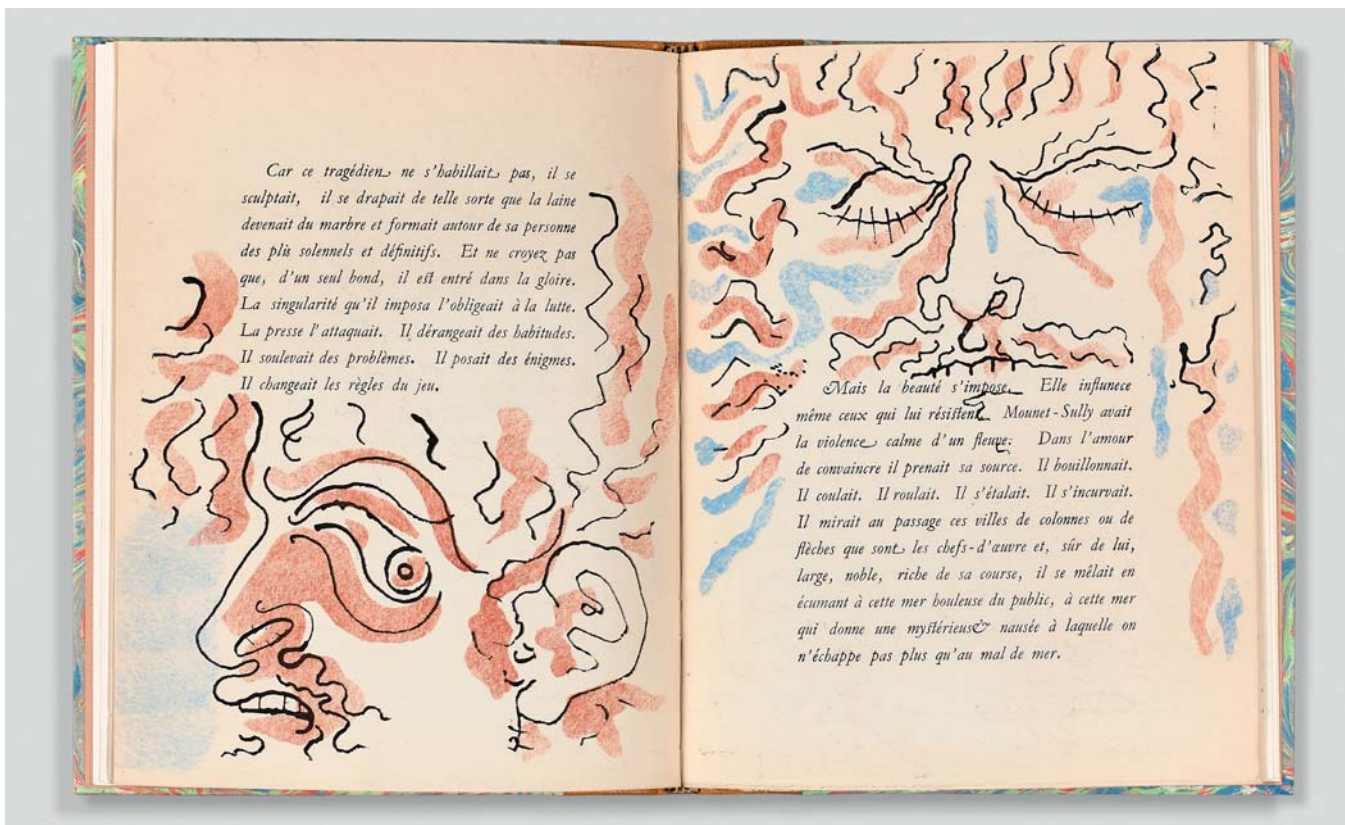 Car ce tragédien ne s'habillait pas, il se
sculptait, il se drapait de telle sorte que la laine
devenait du marbre et formait autour de sa personne
des plis solennels et définitifs. Et ne croyez pas
que, d'un seul bond, il est entré dans la gloire.
La singularité qu'il imposa l'obligeait à la lutte.
La presse l'attaquait. Il dérangeait des habitudes.
Il soulevait des problèmes. Il posait des énigmes.
Il changeait les règles du jeu.
Mais la beauté s'impose. Elle influnece
même ceux qui lui résistent. Mounet-Sully avait
la violence calme d'un fleuve. Dans l'amour
de convaincre il prenait sa source. Il bouillonnait.
Il coulait. Il roulait. Il s'étalait. Il s'incurvait.
Il mirait au passage ces villes de colonnes ou de
flèches que sont les chefs-d'œuvre et, sûr de lui,
large, noble, riche de sa course, il se mêlait en
écumant à cette mer houleuse du public, à cette mer
qui donne une mystérieuse nausée à laquelle on
n'échappe pas plus qu'au mal de mer.